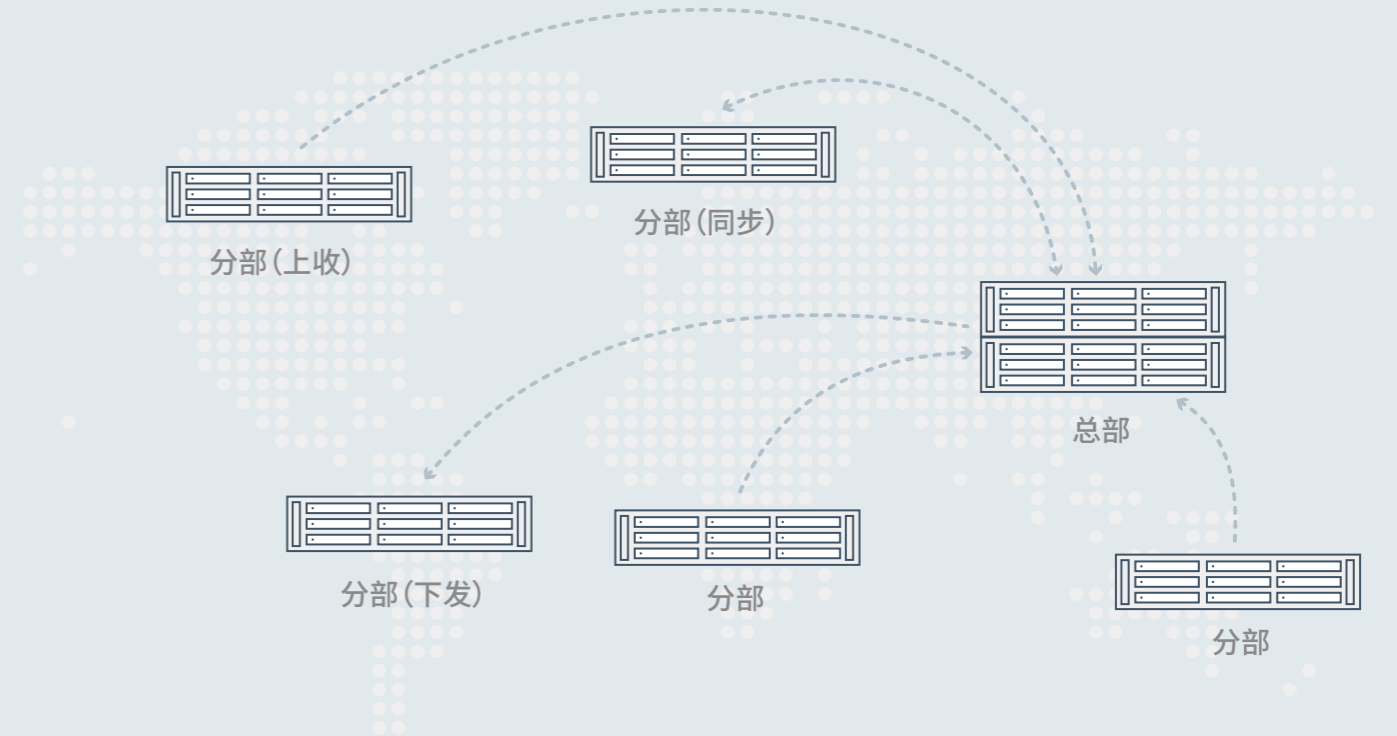 分部（同步）
分部（上收）
总部
分部（下发）
分部
分部